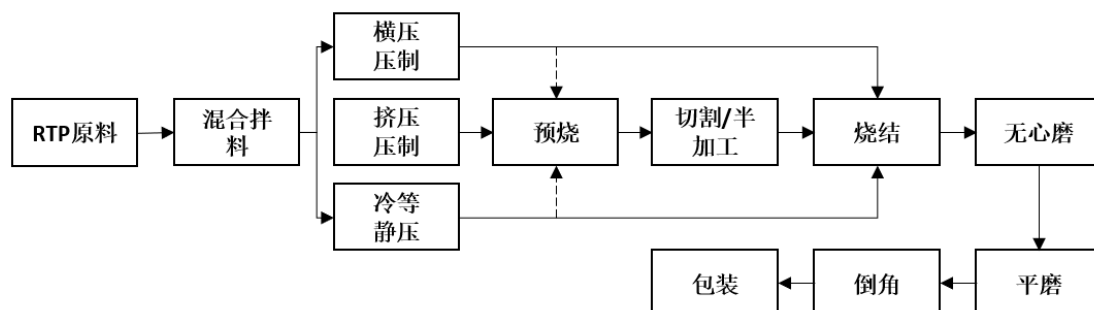 横压
压制
RTP原料
混合拌
料
挤压
压制
预烧
切割/半
加工
烧结
无心磨
冷等
静压
包装
倒角
平磨